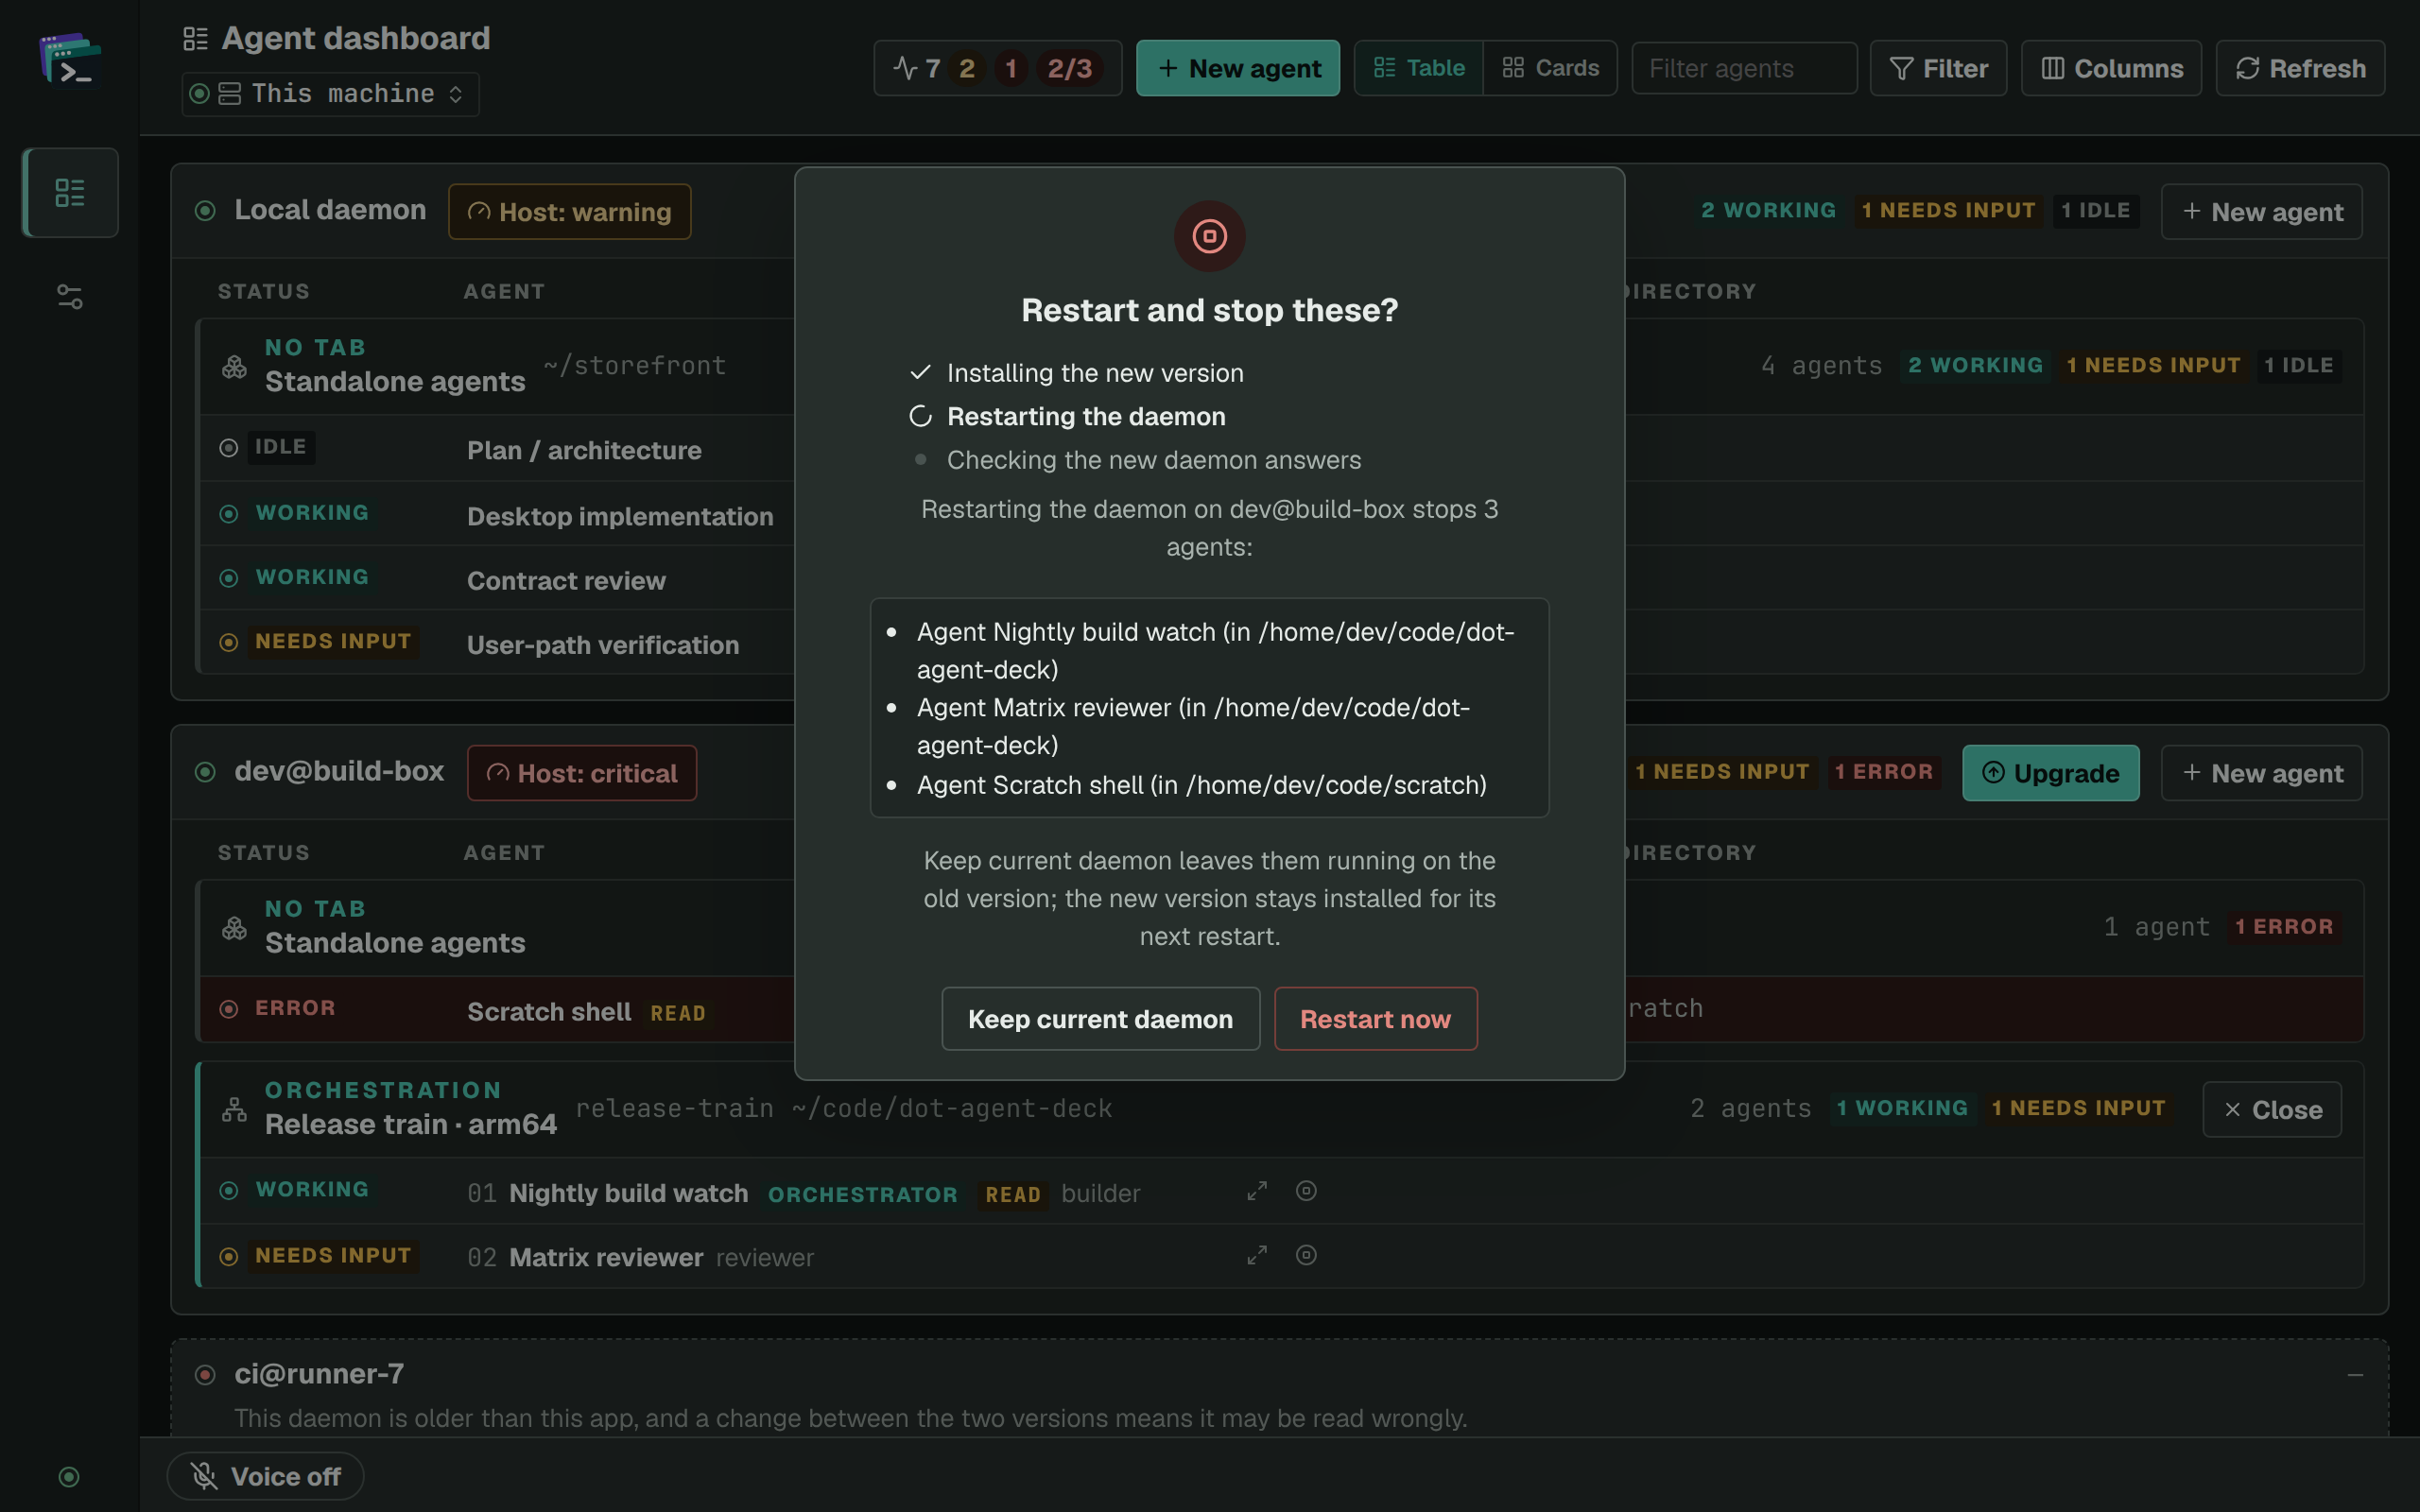 Agent dashboard
This machine
7 2 1 2/3
New agent
Table
Cards
Filter agents
Filter
Columns
Refresh
Local daemon
Host: warning
2 WORKING 1 NEEDS INPUT 1 IDLE
New agent
STATUS AGENT DIRECTORY
NO TAB
Standalone agents ~/storefront
4 agents 2 WORKING 1 NEEDS INPUT 1 IDLE
IDLE Plan / architecture
WORKING Desktop implementation
WORKING Contract review
NEEDS INPUT User-path verification
Restart and stop these?
Installing the new version
Restarting the daemon
Checking the new daemon answers
Restarting the daemon on dev@build-box stops 3
agents:
Agent Nightly build watch (in /home/dev/code/dot-
agent-deck)
Agent Matrix reviewer (in /home/dev/code/dot-
agent-deck)
Agent Scratch shell (in /home/dev/code/scratch)
Keep current daemon leaves them running on the
old version; the new version stays installed for its
next restart.
Keep current daemon
Restart now
dev@build-box
Host: critical
1 NEEDS INPUT 1 ERROR
Upgrade
New agent
STATUS AGENT DIRECTORY
NO TAB
Standalone agents
1 agent 1 ERROR
ERROR Scratch shell READ ratch
ORCHESTRATION
Release train · arm64 release-train ~/code/dot-agent-deck
2 agents 1 WORKING 1 NEEDS INPUT
Close
WORKING 01 Nightly build watch ORCHESTRATOR READ builder
NEEDS INPUT 02 Matrix reviewer reviewer
ci@runner-7
This daemon is older than this app, and a change between the two versions means it may be read wrongly.
Voice off